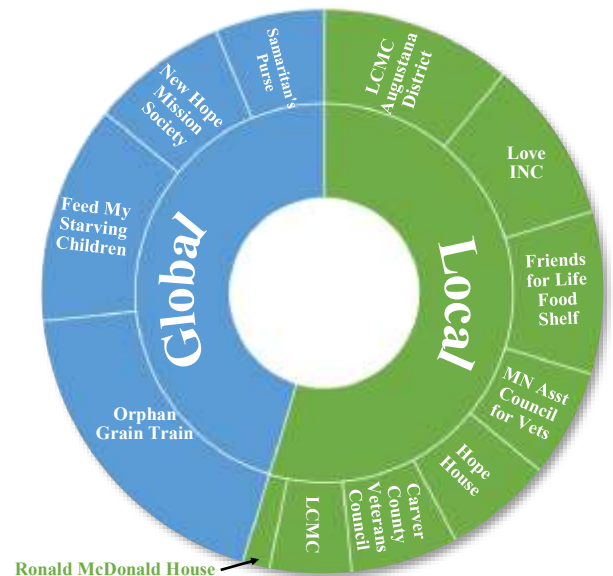 Global
Local
LCMC
Augustana
District
Love
INC
Friends
for Life
Food
Shelf
MN Asst
Council
for Vets
Hope
House
Carver
County
Veterans
Council
LCMC
Ronald McDonald House
Orphan
Grain Train
Feed My
Starving
Children
New Hope
Mission
Society
Samaritan's
Purse